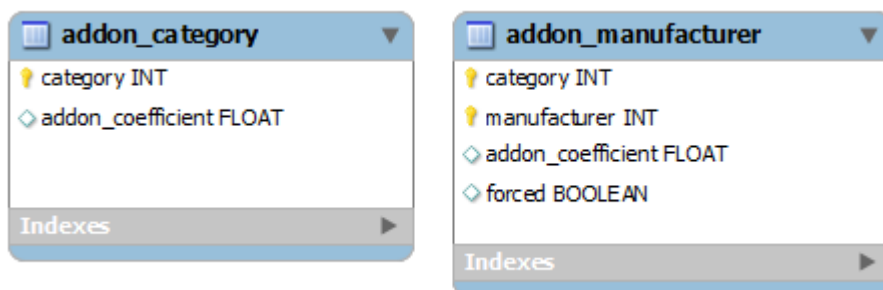 addon_category
category INT
addon_coefficient FLOAT
Indexes
addon_manufacturer
category INT
manufacturer INT
addon_coefficient FLOAT
forced BOOLEAN
Indexes